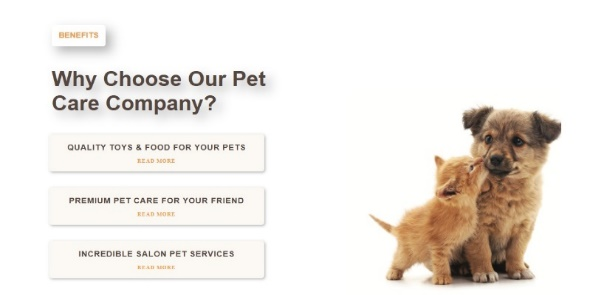 BENEFITS
Why Choose Our Pet
Care Company?
QUALITY TOYS & FOOD FOR YOUR PETS
READ MORE
PREMIUM PET CARE FOR YOUR FRIEND
READ MORE
INCREDIBLE SALON PET SERVICES
READ MORE